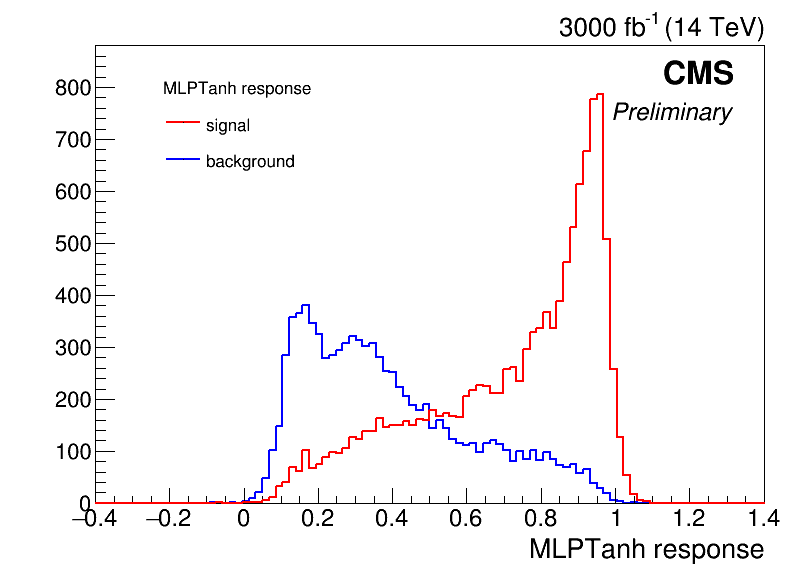 3000 fb-1 (14 TeV)
CMS
Preliminary
MLPTanh response
signal
background
800
700
600
500
400
300
200
100
0
−0.4 −0.2 0 0.2 0.4 0.6 0.8 1 1.2 1.4
MLPTanh response